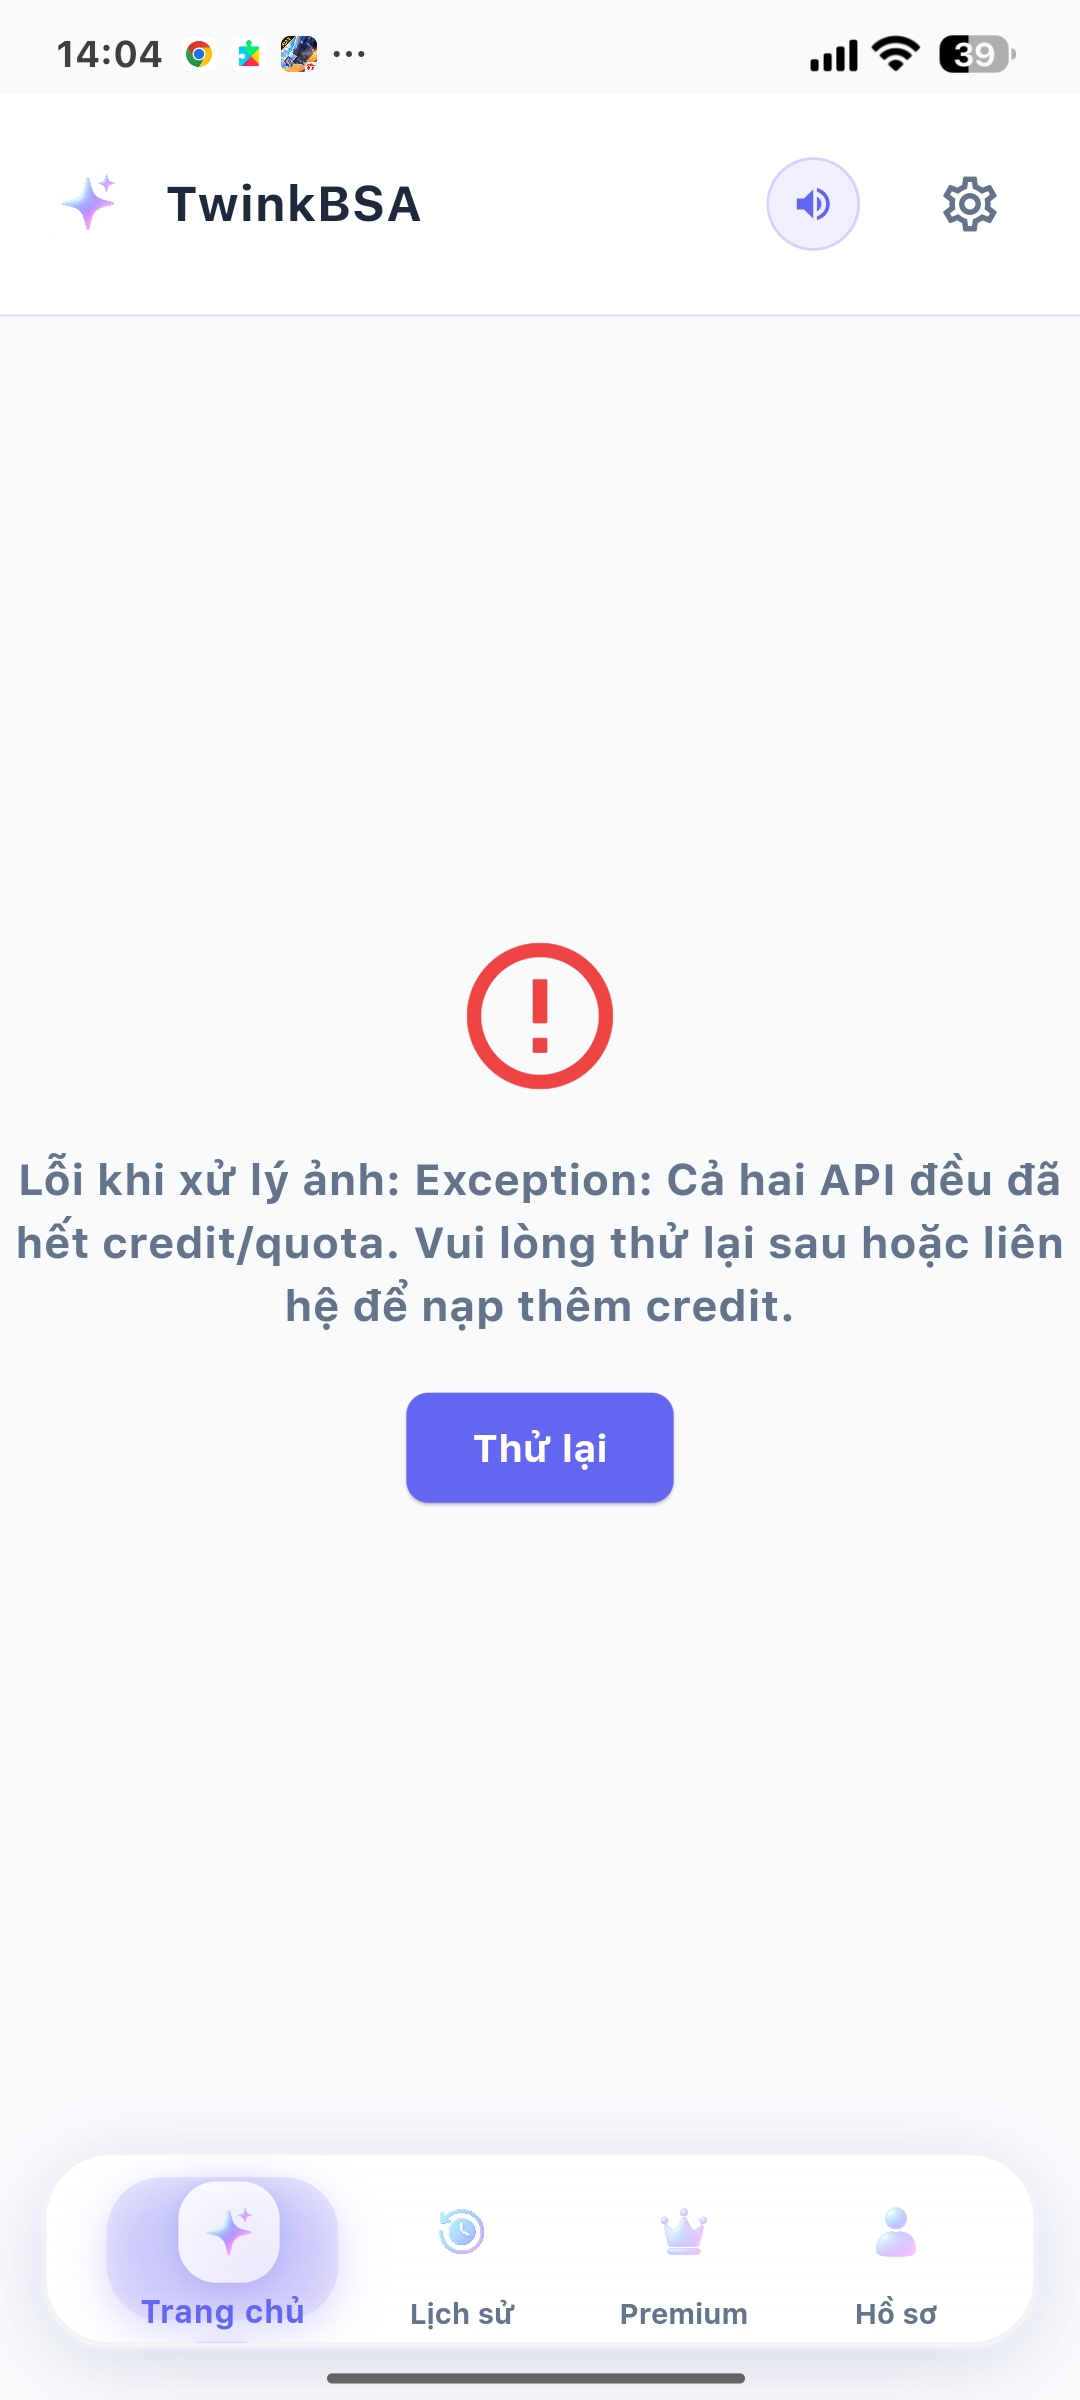 14:04
39
TwinkBSA
Lỗi khi xử lý ảnh: Exception: Cả hai API đều đã
hết credit/quota. Vui lòng thử lại sau hoặc liên
hệ để nạp thêm credit.
Thử lại
Trang chủ
Lịch sử
Premium
Hồ sơ